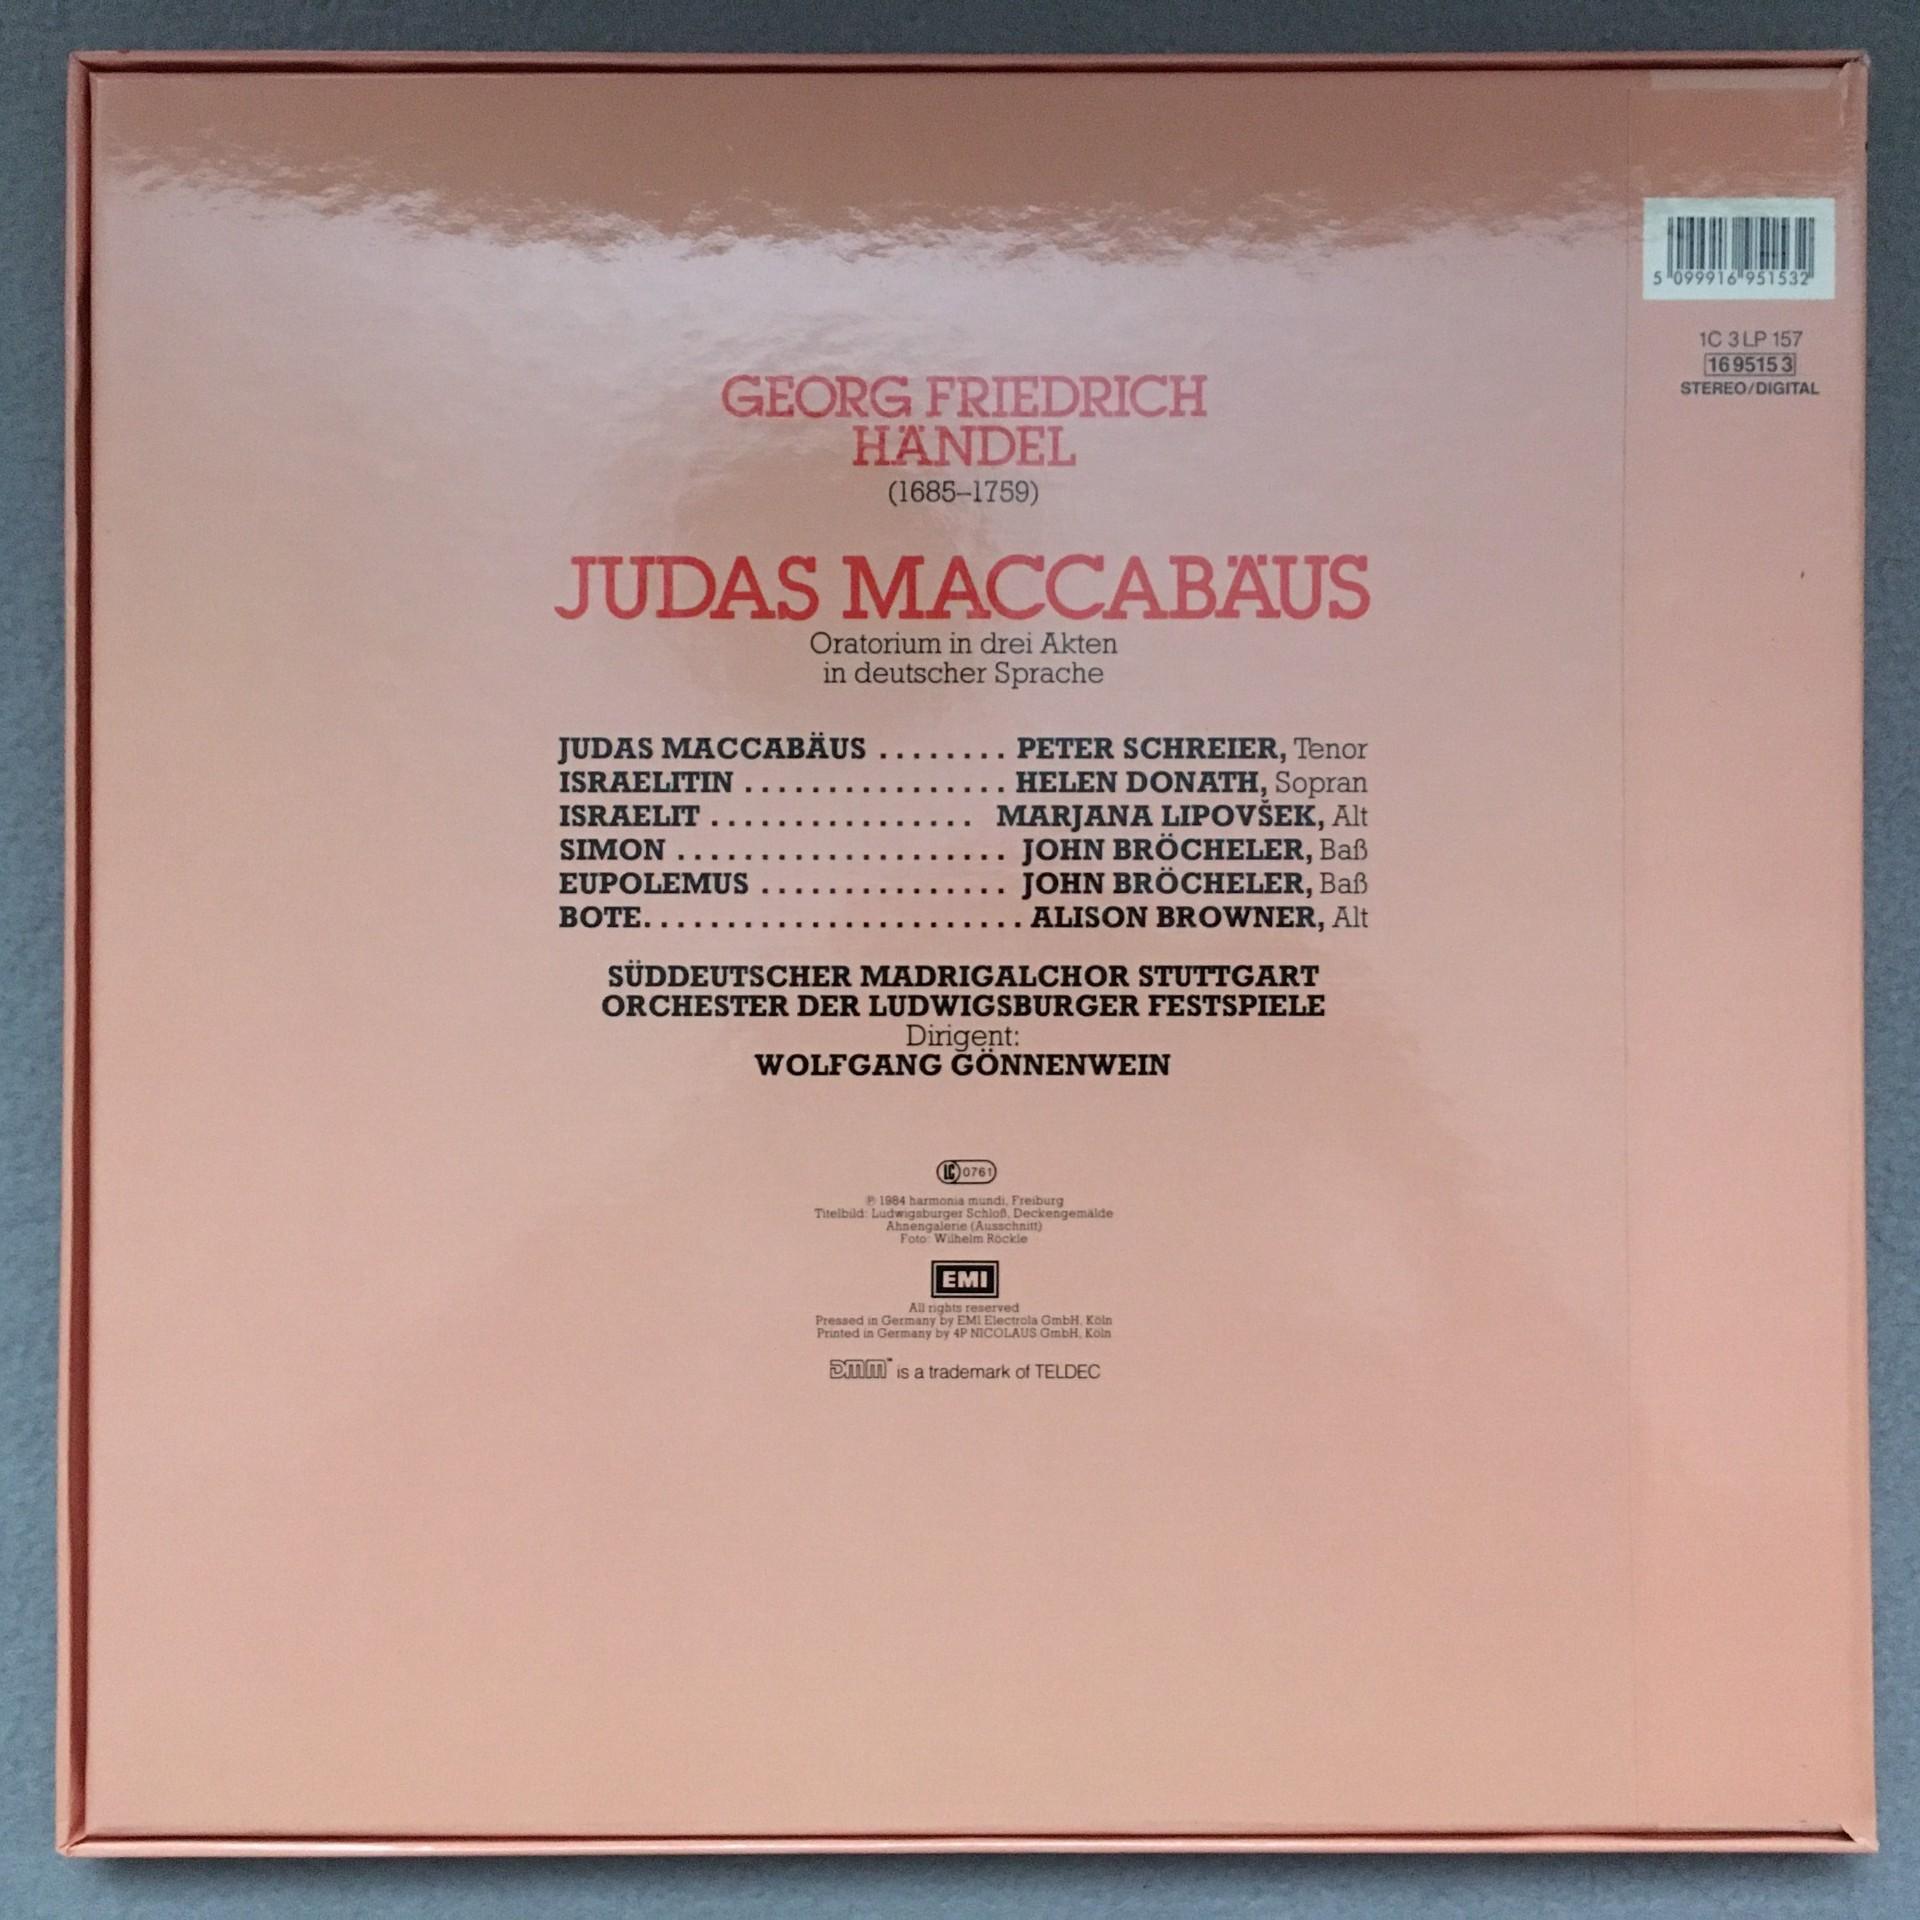 5 099916 951532
1C 3 LP 157
16 9515 3
STEREO/DIGITAL
GEORG FRIEDRICH
HÄNDEL
(1685–1759)
JUDAS MACCABÄUS
Oratorium in drei Akten
in deutscher Sprache
JUDAS MACCABÄUS ........ PETER SCHREIER, Tenor
ISRAELITIN ................ HELEN DONATH, Sopran
ISRAELIT ................ MARJANA LIPOVŠEK, Alt
SIMON .................... JOHN BRÖCHELER, Baß
EUPOLEMUS ............... JOHN BRÖCHELER, Baß
BOTE....................... ALISON BROWNER, Alt
SÜDDEUTSCHER MADRIGALCHOR STUTTGART
ORCHESTER DER LUDWIGSBURGER FESTSPIELE
Dirigent:
WOLFGANG GÖNNENWEIN
LC 0761
℗ 1984 harmonia mundi, Freiburg
Titelbild: Ludwigsburger Schloß, Deckengemälde
Ahnengalerie (Ausschnitt)
Foto: Wilhelm Röckle
EMI
All rights reserved
Pressed in Germany by EMI Electrola GmbH, Köln
Printed in Germany by 4P NICOLAUS GmbH, Köln
DMM™ is a trademark of TELDEC